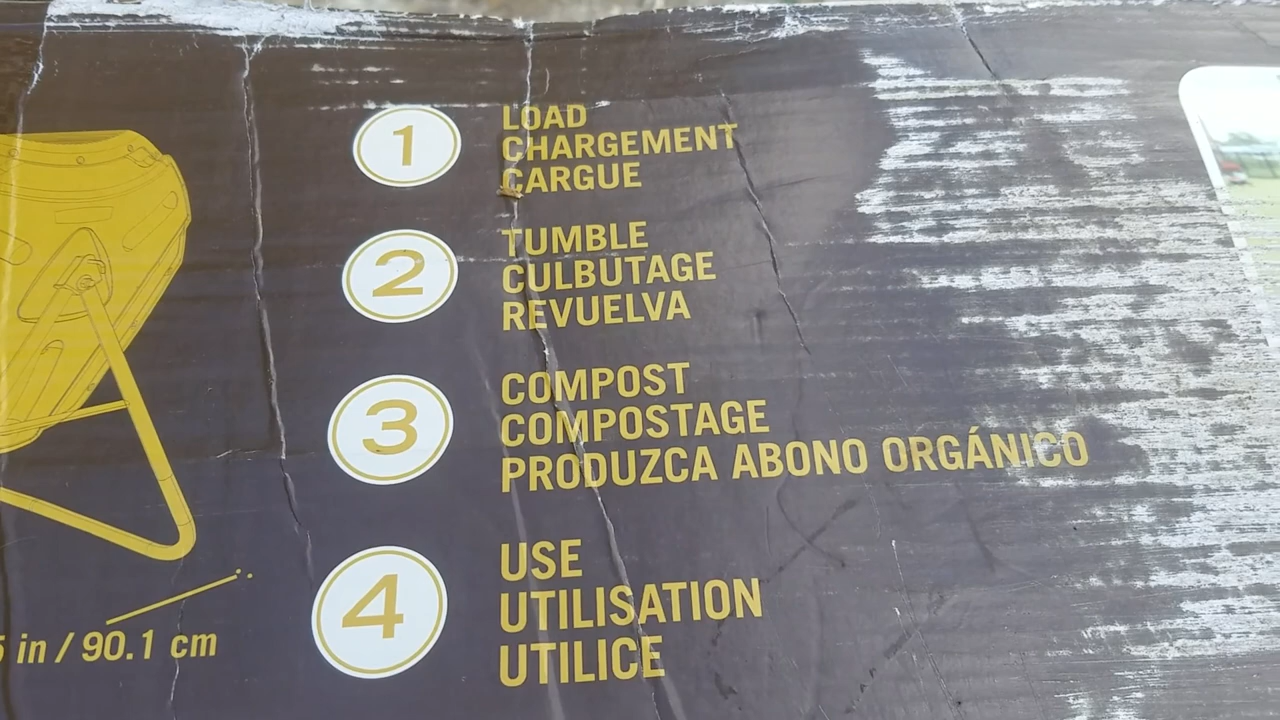 1
LOAD
CHARGEMENT
CARGUE
2
TUMBLE
CULBUTAGE
REVUELVA
3
COMPOST
COMPOSTAGE
PRODUZCA ABONO ORGÁNICO
4
USE
UTILISATION
UTILICE
in / 90.1 cm